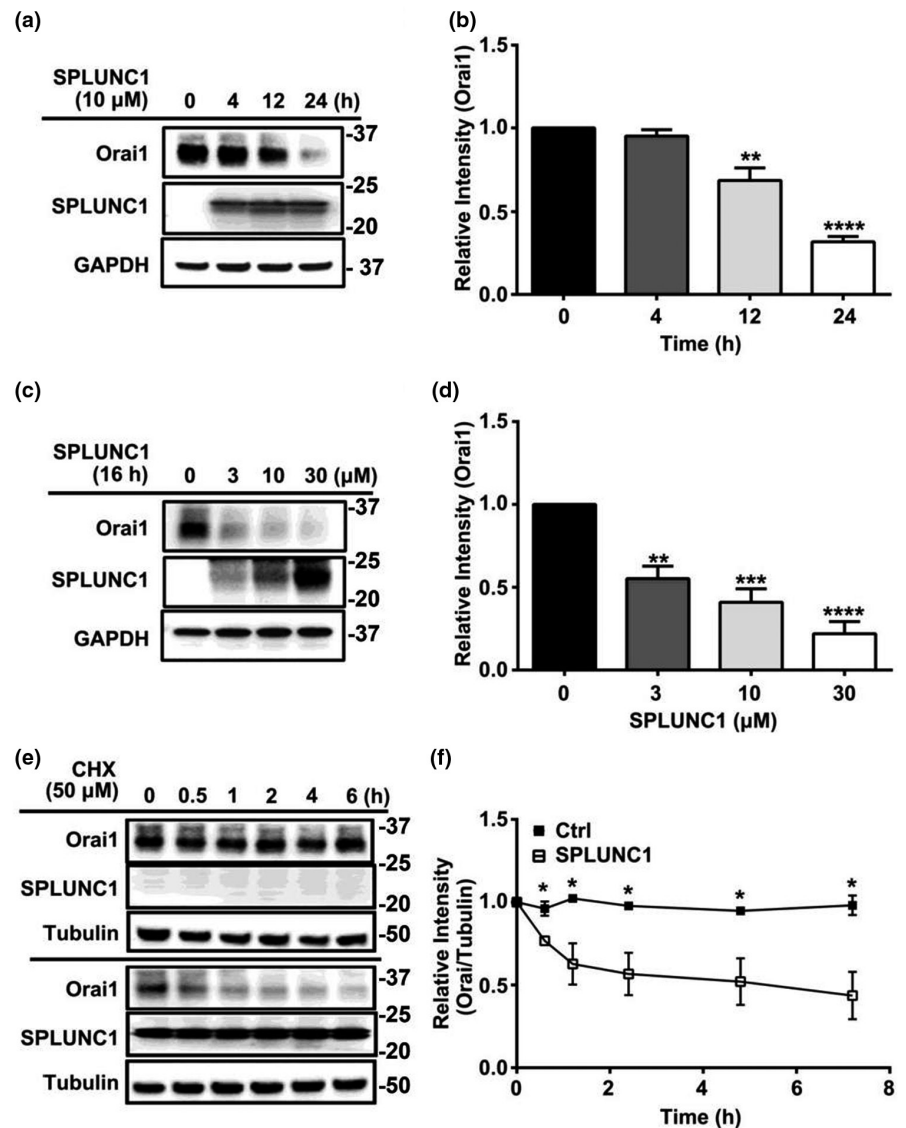 (a)
SPLUNC1
(10 µM) 0 4 12 24 (h)
Orai1 -37
SPLUNC1 -25
-20
GAPDH - 37
(b)
Relative Intensity (Orai1)
1.5
1.0
0.5
0.0
** ****
0 4 12 24
Time (h)
(c)
SPLUNC1
(16 h) 0 3 10 30 (µM)
Orai1 -37
SPLUNC1 -25
-20
GAPDH -37
(d)
Relative Intensity (Orai1)
1.5
1.0
0.5
0.0
** *** ****
0 3 10 30
SPLUNC1 (µM)
(e)
CHX
(50 µM) 0 0.5 1 2 4 6 (h)
Orai1 -37
-25
SPLUNC1 -20
Tubulin -50
Orai1 -37
-25
SPLUNC1 -20
Tubulin -50
(f)
Relative Intensity
(Orai/Tubulin)
1.5
1.0
0.5
0.0
Ctrl
SPLUNC1
* * * * *
0 2 4 6 8
Time (h)